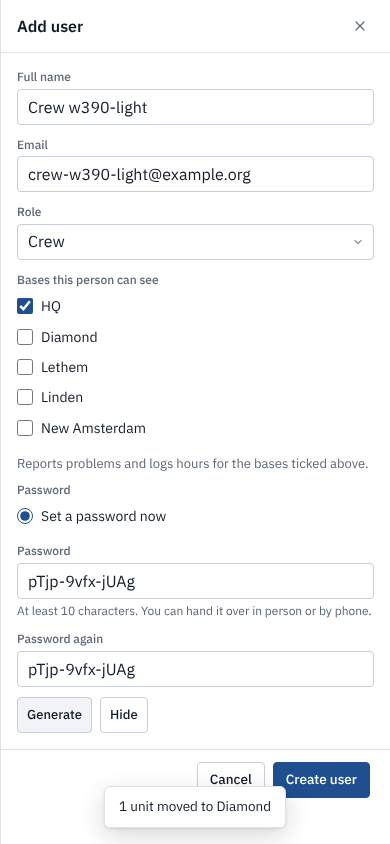 Add user
Full name
Crew w390-light
Email
crew-w390-light@example.org
Role
Crew
Bases this person can see
HQ
Diamond
Lethem
Linden
New Amsterdam
Reports problems and logs hours for the bases ticked above.
Password
Set a password now
Password
pTjp-9vfx-jUAg
At least 10 characters. You can hand it over in person or by phone.
Password again
pTjp-9vfx-jUAg
Generate Hide
Cancel Create user
1 unit moved to Diamond